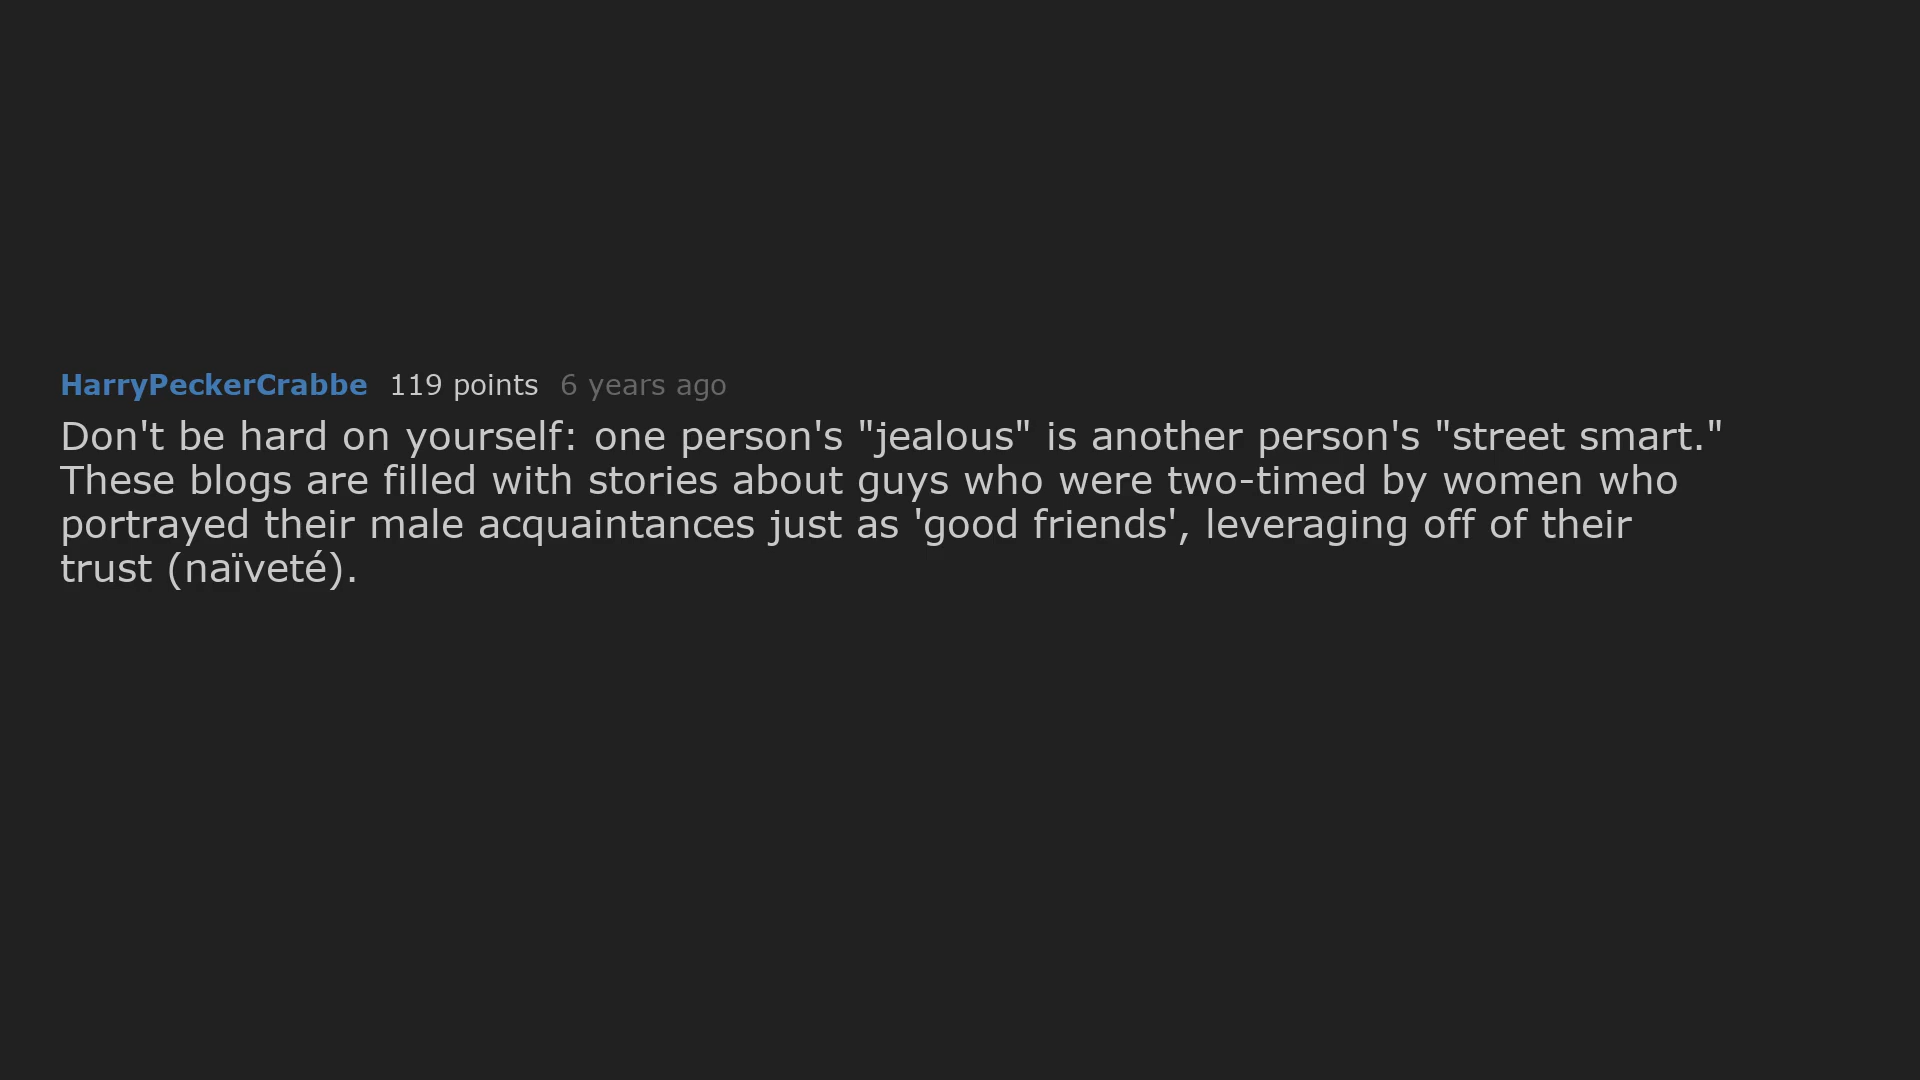 HarryPeckerCrabbe 119 points 6 years ago
Don't be hard on yourself: one person's "jealous" is another person's "street smart."
These blogs are filled with stories about guys who were two-timed by women who
portrayed their male acquaintances just as 'good friends', leveraging off of their
trust (naïveté).